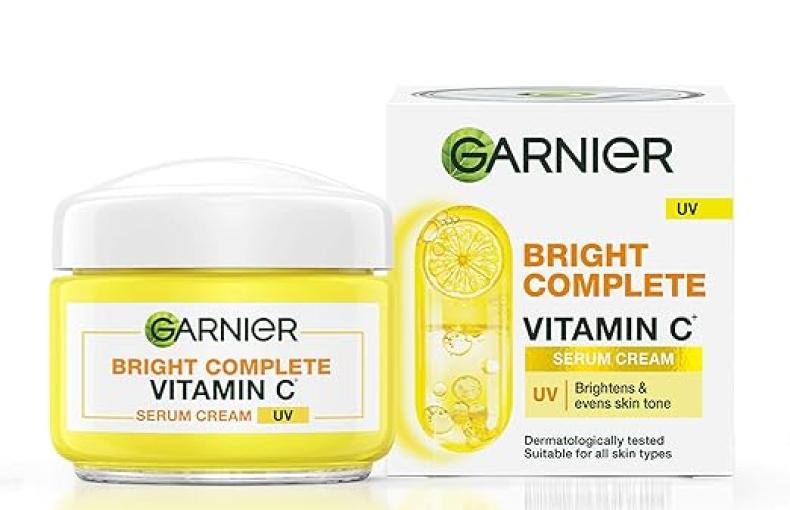 GARNIER
BRIGHT COMPLETE
VITAMIN C*
SERUM CREAM UV
GARNIER
UV
BRIGHT
COMPLETE
VITAMIN C+
SERUM CREAM
UV Brightens &
evens skin tone
Dermatologically tested
Suitable for all skin types